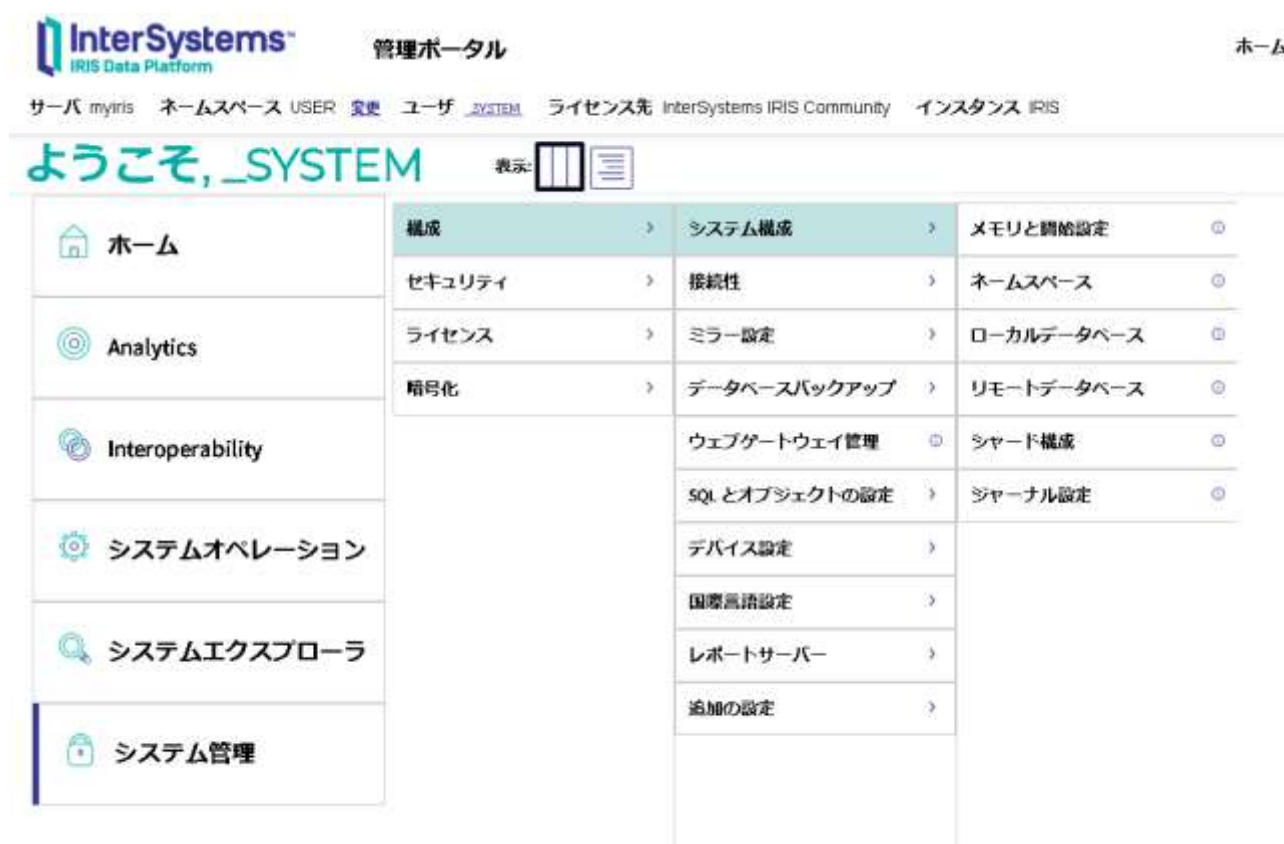 InterSystems™
IRIS Data Platform
管理ポータル
ホーム
サーバ myiris ネームスペース USER 変更 ユーザ _SYSTEM ライセンス先 InterSystems IRIS Community インスタンス IRIS
ようこそ, _SYSTEM
表示:
ホーム
Analytics
Interoperability
システムオペレーション
システムエクスプローラ
システム管理
構成
セキュリティ
ライセンス
暗号化
システム構成
接続性
ミラー設定
データベースバックアップ
ウェブゲートウェイ管理
SQL とオブジェクトの設定
デバイス設定
国際言語設定
レポートサーバー
追加の設定
メモリと開始設定
ネームスペース
ローカルデータベース
リモートデータベース
シャード構成
ジャーナル設定